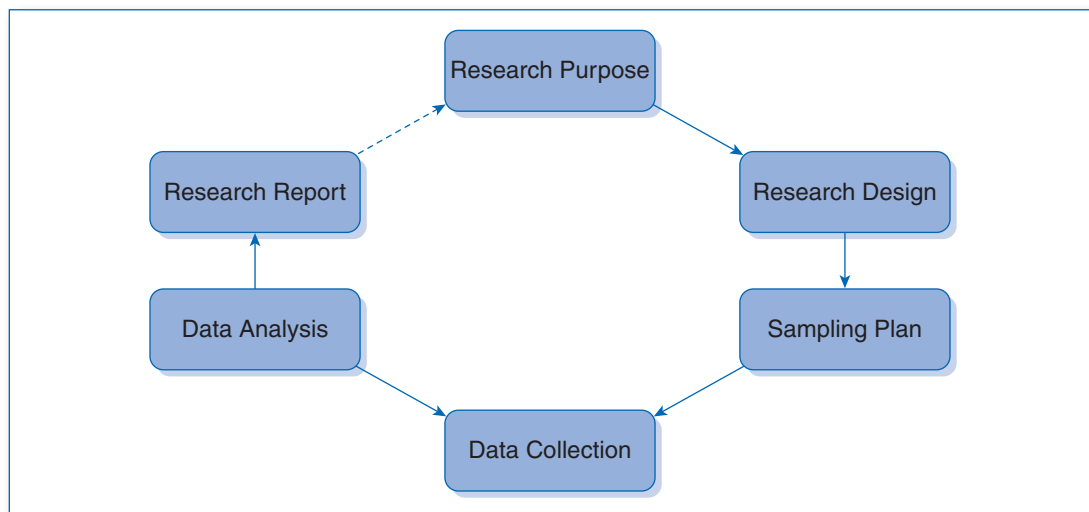 Research Purpose
Research Report
Research Design
Data Analysis
Sampling Plan
Data Collection